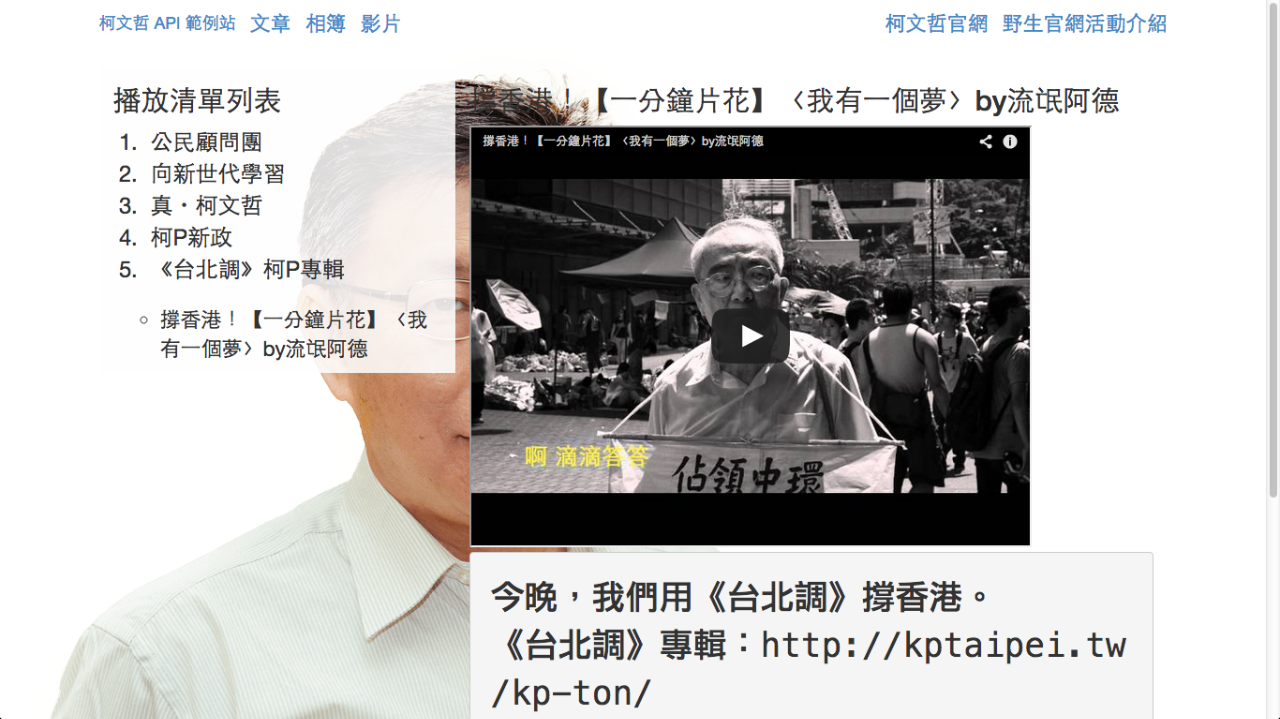 柯文哲 API 範例站 文章 相簿 影片 柯文哲官網 野生官網活動介紹
播放清單列表
1. 公民顧問團
2. 向新世代學習
3. 真・柯文哲
4. 柯P新政
5. 《台北調》柯P專輯
撐香港！【一分鐘片花】〈我
有一個夢〉by流氓阿德
撐香港！【一分鐘片花】〈我有一個夢〉by流氓阿德
撐香港！【一分鐘片花】〈我有一個夢〉by流氓阿德
啊 滴滴答答
佔領中環
今晚，我們用《台北調》撐香港。
《台北調》專輯：http://kptaipei.tw
/kp-ton/